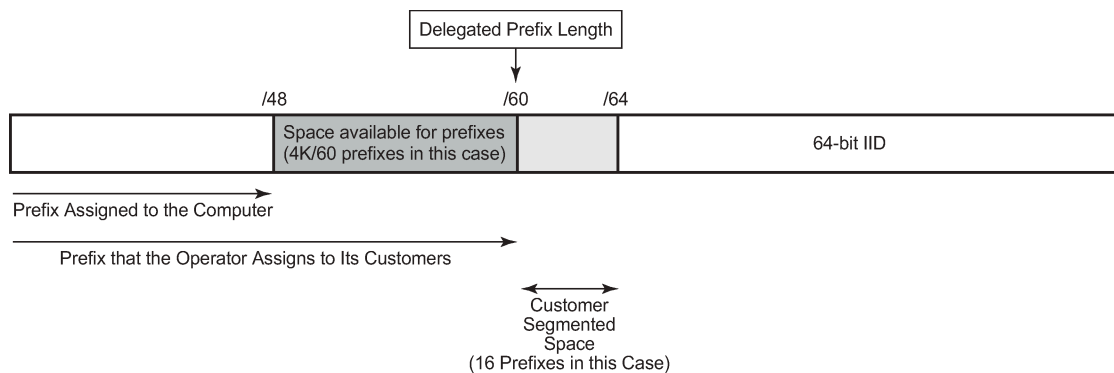 Delegated Prefix Length
/48
/60
/64
Space available for prefixes
(4K/60 prefixes in this case)
64-bit IID
Prefix Assigned to the Computer
Prefix that the Operator Assigns to Its Customers
Customer
Segmented
Space
(16 Prefixes in this Case)